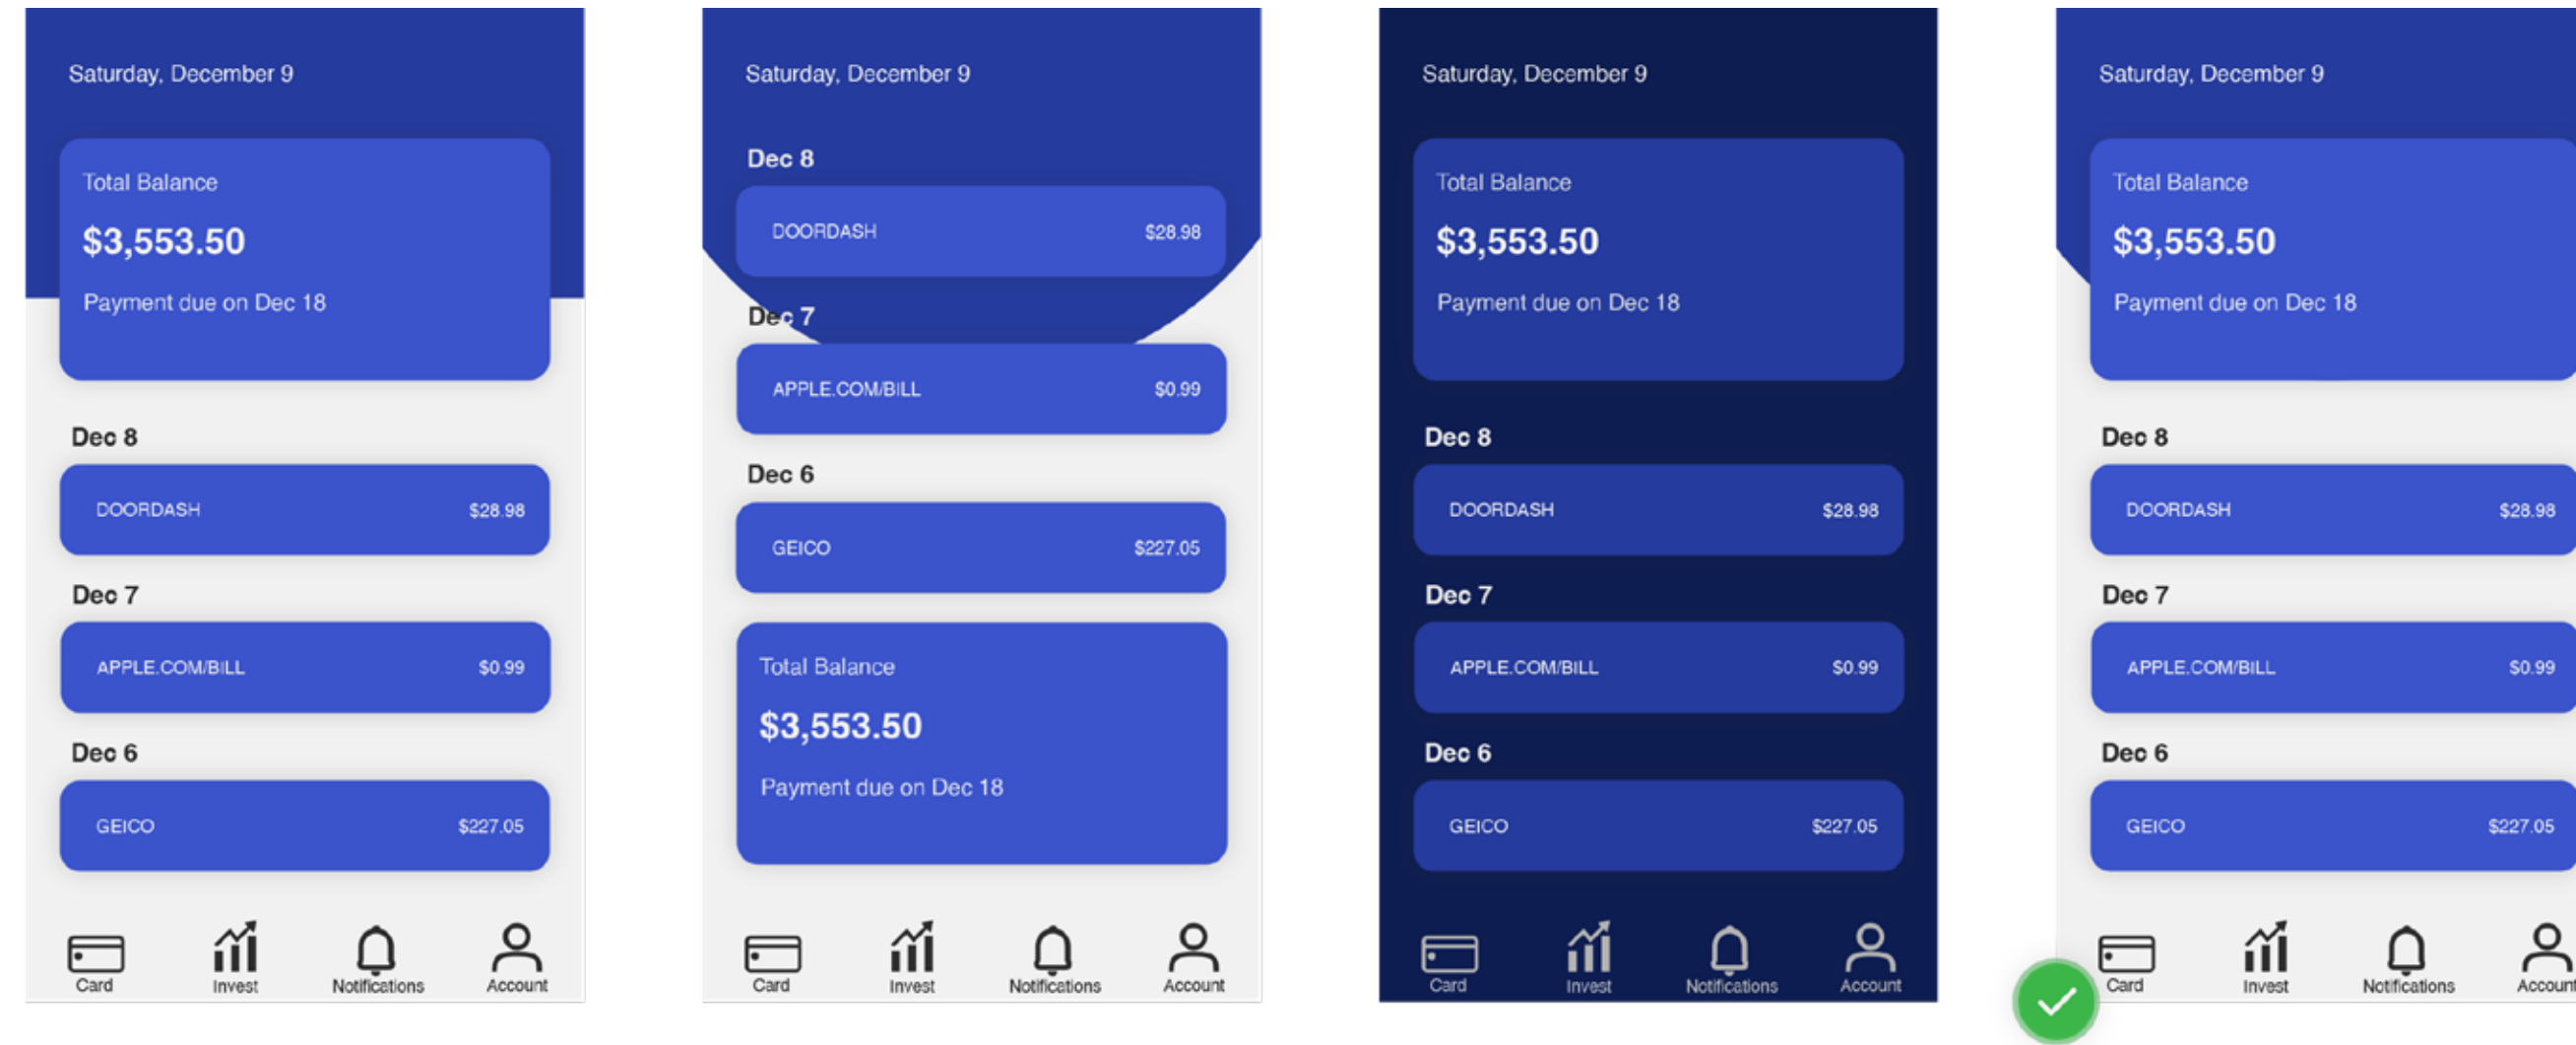 Saturday, December 9
Total Balance
$3,553.50
Payment due on Dec 18
Dec 8
DOORDASH $28.98
Dec 7
APPLE.COM/BILL $0.99
Dec 6
GEICO $227.05
Card Invest Notifications Account
Saturday, December 9
Dec 8
DOORDASH $28.98
Dec 7
APPLE.COM/BILL $0.99
Dec 6
GEICO $227.05
Total Balance
$3,553.50
Payment due on Dec 18
Card Invest Notifications Account
Saturday, December 9
Total Balance
$3,553.50
Payment due on Dec 18
Dec 8
DOORDASH $28.98
Dec 7
APPLE.COM/BILL $0.99
Dec 6
GEICO $227.05
Card Invest Notifications Account
Saturday, December 9
Total Balance
$3,553.50
Payment due on Dec 18
Dec 8
DOORDASH $28.98
Dec 7
APPLE.COM/BILL $0.99
Dec 6
GEICO $227.05
Card Invest Notifications Account